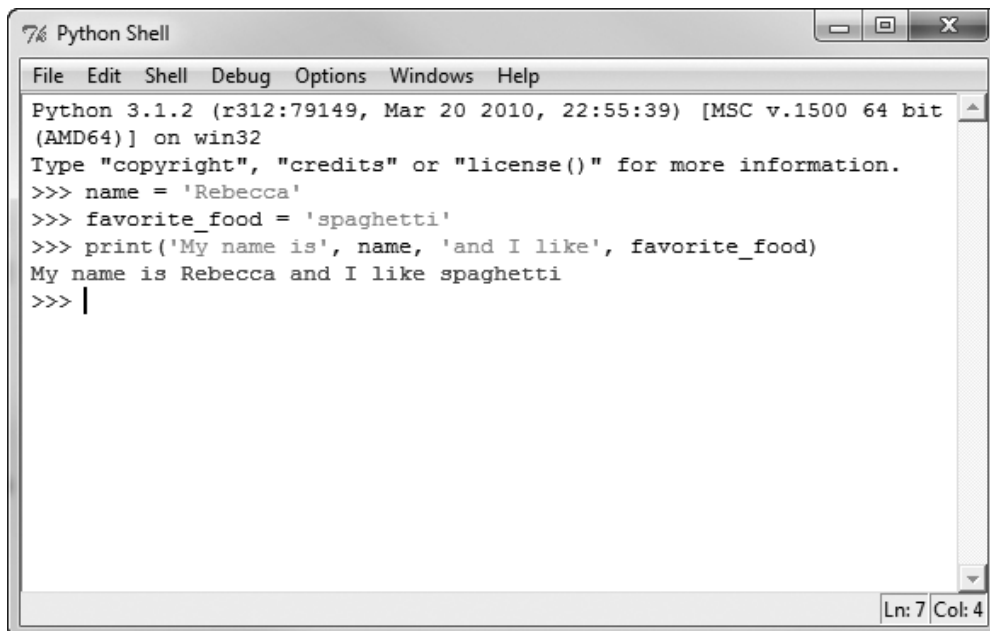 Python Shell
File Edit Shell Debug Options Windows Help
Python 3.1.2 (r312:79149, Mar 20 2010, 22:55:39) [MSC v.1500 64 bit
(AMD64)] on win32
Type "copyright", "credits" or "license()" for more information.
>>> name = 'Rebecca'
>>> favorite_food = 'spaghetti'
>>> print('My name is', name, 'and I like', favorite_food)
My name is Rebecca and I like spaghetti
>>>
Ln: 7 Col: 4